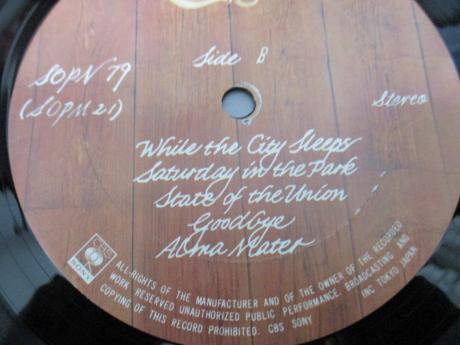 Side B
SOPN 79
(SOPM 21)
Stereo
While the City Sleeps
Saturday in the Park
State of the Union
Goodbye
Alma Mater
CBS
SONY
ALL-RIGHTS OF THE MANUFACTURER AND OF THE OWNER OF THE RECORDED
WORK RESERVED UNAUTHORIZED PUBLIC PERFORMANCE. BROADCASTING AND
COPYING OF THIS RECORD PROHIBITED. CBS SONY INC TOKYO JAPAN